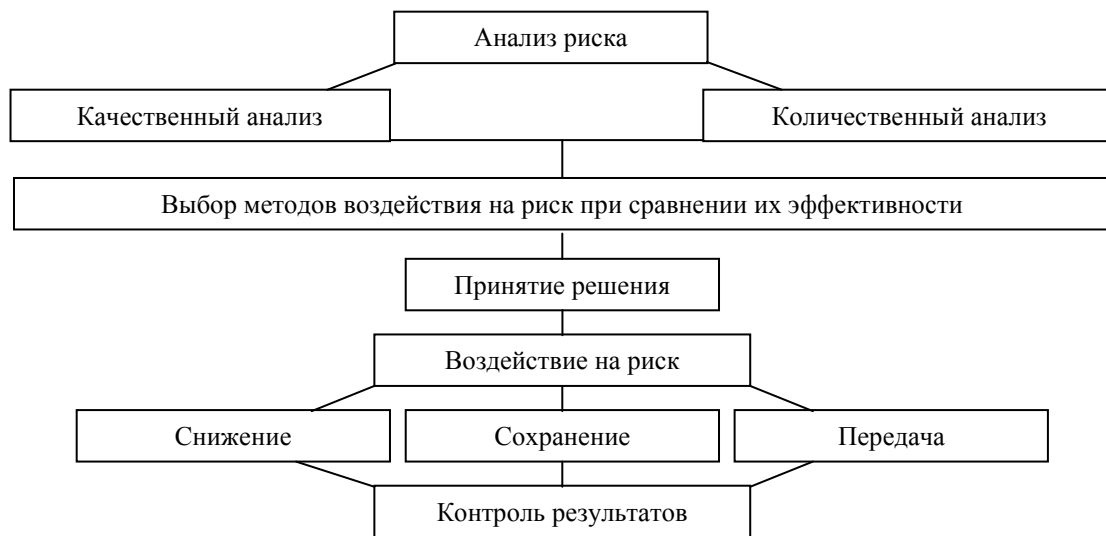 Анализ риска
Качественный анализ
Количественный анализ
Выбор методов воздействия на риск при сравнении их эффективности
Принятие решения
Воздействие на риск
Снижение
Сохранение
Передача
Контроль результатов